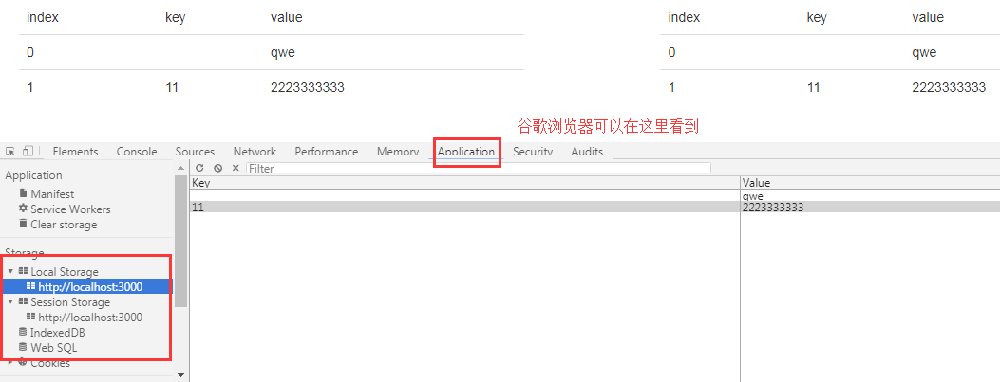 index key value index key value
0 qwe 0 qwe
1 11 2223333333 1 11 2223333333
谷歌浏览器可以在这里看到
Elements Console Sources Network Performance Memory Application Security Audits
Application
Filter
Key Value
Manifest
qwe
Service Workers
11 2223333333
Clear storage
Storage
Local Storage
http://localhost:3000
Session Storage
http://localhost:3000
IndexedDB
Web SQL
Cookies